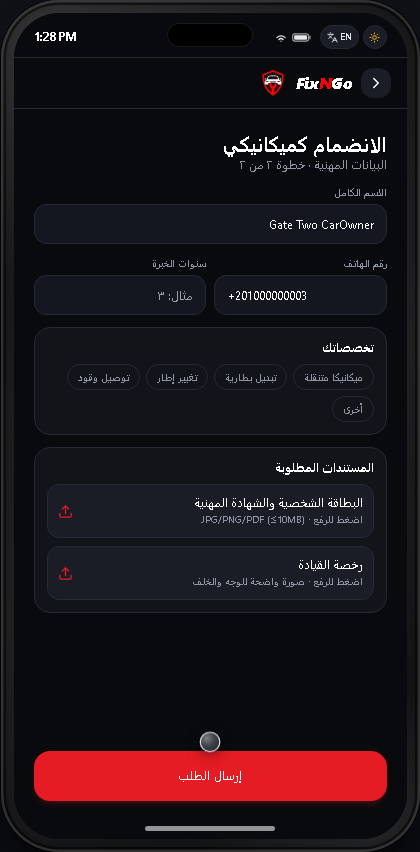 1:28 PM
EN
FixNGo
الانضمام كميكانيكي
البيانات المهنية · خطوة ٢ من ٢
الاسم الكامل
Gate Two CarOwner
رقم الهاتف
سنوات الخبرة
+201000000003
مثال: ٣
تخصصاتك
ميكانيكا متنقلة
تبديل بطارية
تغيير إطار
توصيل وقود
أخرى
المستندات المطلوبة
البطاقة الشخصية والشهادة المهنية
اضغط للرفع · JPG/PNG/PDF (≤10MB)
رخصة القيادة
اضغط للرفع · صورة واضحة للوجه والخلف
إرسال الطلب